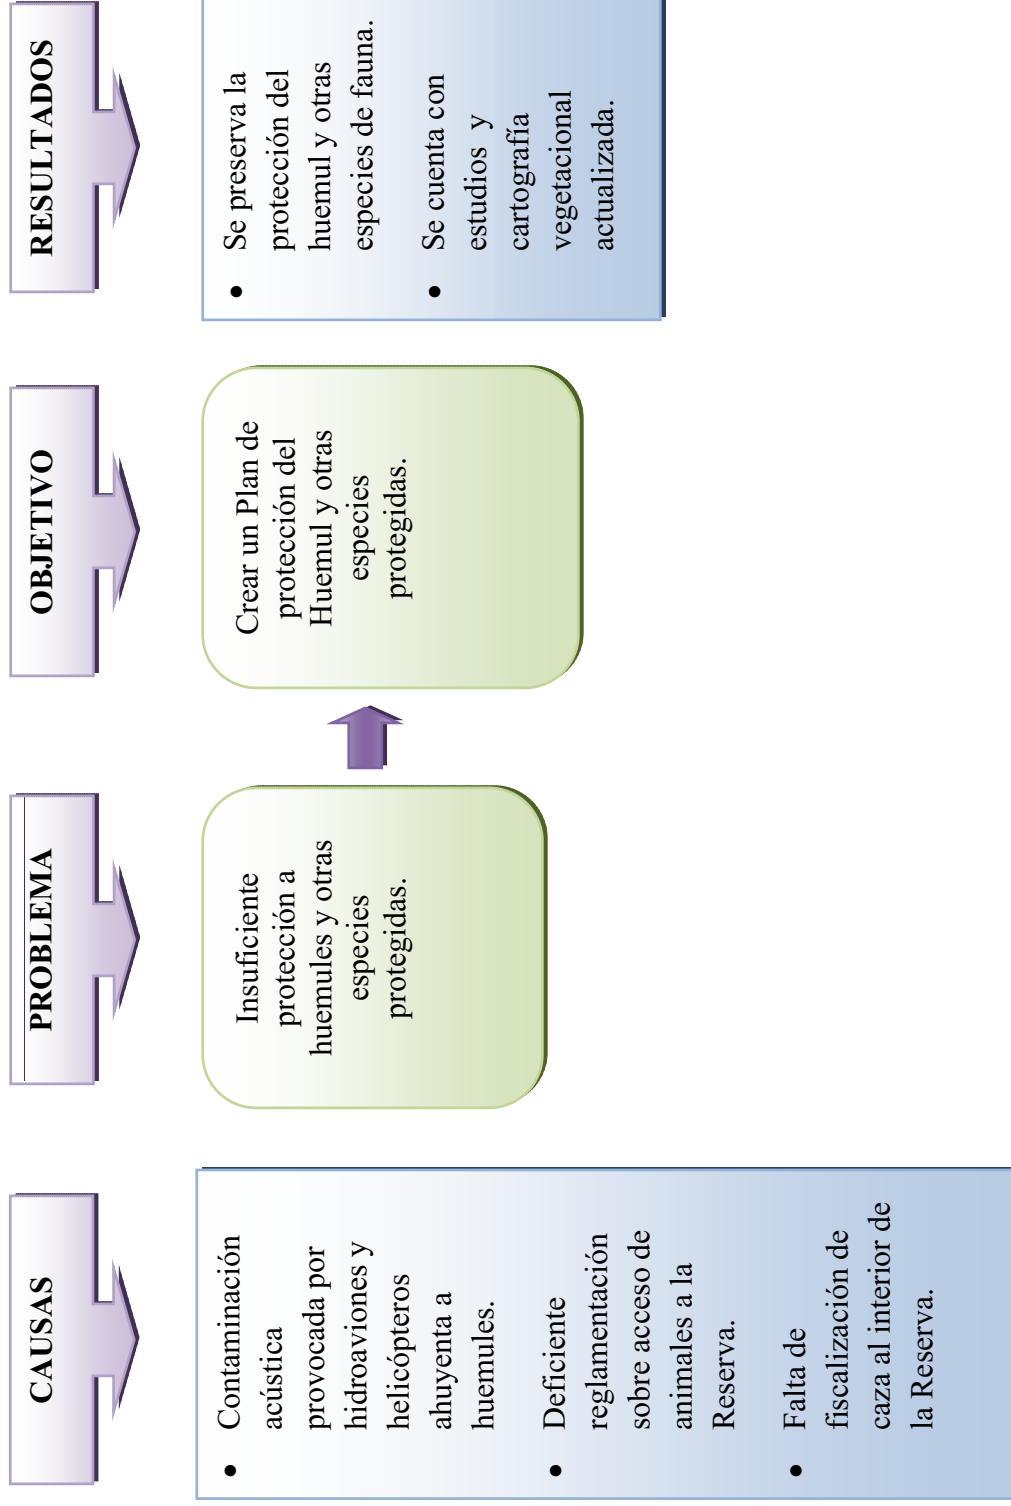 CAUSAS
PROBLEMA
OBJETIVO
RESULTADOS
• Contaminación
acústica
provocada por
hidroaviones y
helicópteros
ahuyenta a
huemules.
• Deficiente
reglamentación
sobre acceso de
animales a la
Reserva.
• Falta de
fiscalización de
caza al interior de
la Reserva.
Insuficiente
protección a
huemules y otras
especies
protegidas.
Crear un Plan de
protección del
Huemul y otras
especies
protegidas.
• Se preserva la
protección del
huemul y otras
especies de fauna.
• Se cuenta con
estudios y
cartografía
vegetacional
actualizada.